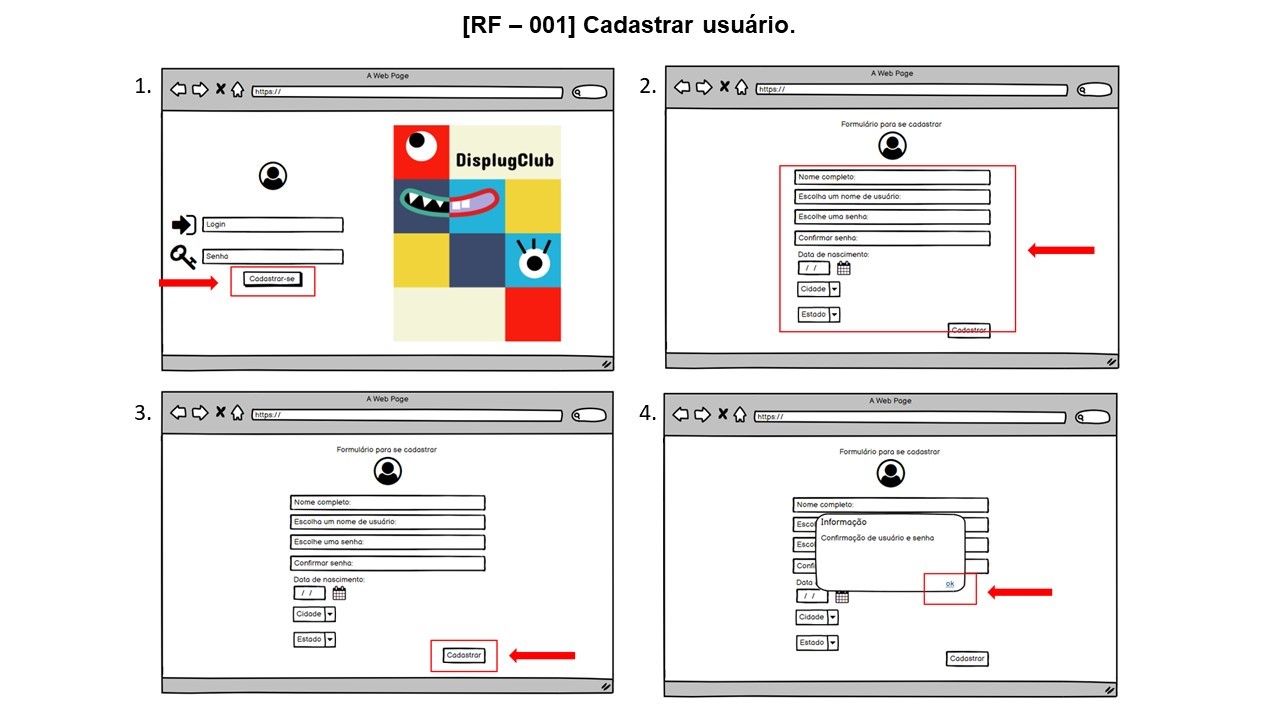 [RF – 001] Cadastrar usuário.
1.
A Web Page
https://
DisplugClub
Login
Senha
Cadastrar-se
2.
A Web Page
https://
Formulário para se cadastrar
Nome completo:
Escolha um nome de usuário:
Escolhe uma senha:
Confirmar senha:
Data de nascimento:
/ /
Cidade
Estado
Cadastrar
3.
A Web Page
https://
Formulário para se cadastrar
Nome completo:
Escolha um nome de usuário:
Escolhe uma senha:
Confirmar senha:
Data de nascimento:
/ /
Cidade
Estado
Cadastrar
4.
A Web Page
https://
Formulário para se cadastrar
Nome completo:
Escol
Informação
Confirmação de usuário e senha
Escol
Confi
Data
ok
/ /
Cidade
Estado
Cadastrar